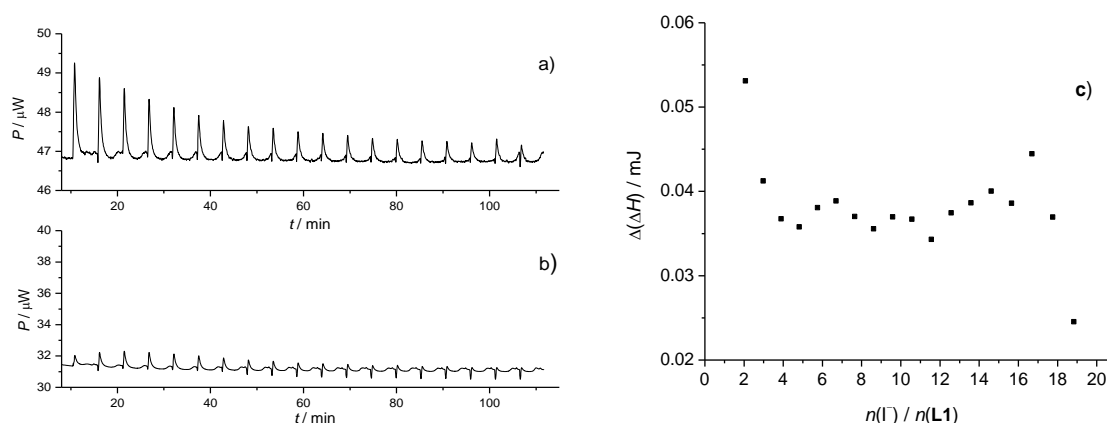 50
49
48
47
46
P / μW
a)
20
40
60
80
100
t / min
40
38
36
34
32
30
P / μW
b)
20
40
60
80
100
t / min
0.06
0.05
0.04
0.03
0.02
Δ(ΔH) / mJ
c)
0 2 4 6 8 10 12 14 16 18 20
n(I⁻) / n(L1)